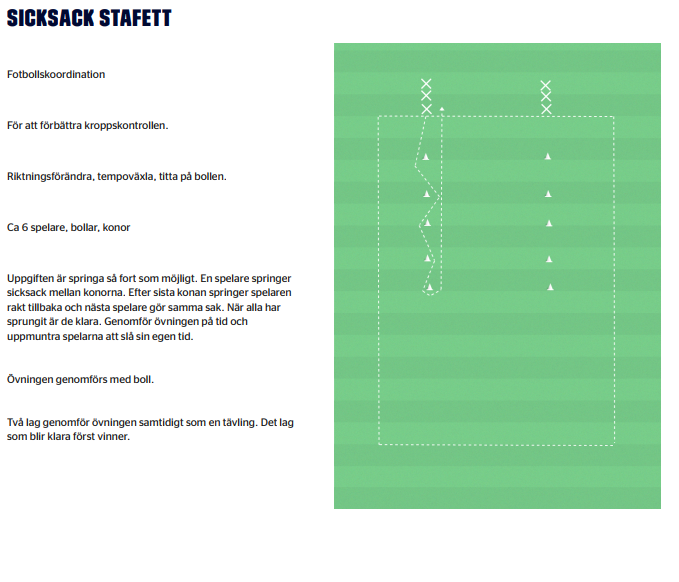 SICKSACK STAFETT
Fotbollskoordination
För att förbättra kroppskontrollen.
Riktningsförändra, tempoväxla, titta på bollen.
Ca 6 spelare, bollar, konor
Uppgiften är springa så fort som möjligt. En spelare springer
sicksack mellan konorna. Efter sista konan springer spelaren
rakt tillbaka och nästa spelare gör samma sak. När alla har
sprungit är de klara. Genomför övningen på tid och
uppmuntra spelarna att slå sin egen tid.
Övningen genomförs med boll.
Två lag genomför övningen samtidigt som en tävling. Det lag
som blir klara först vinner.